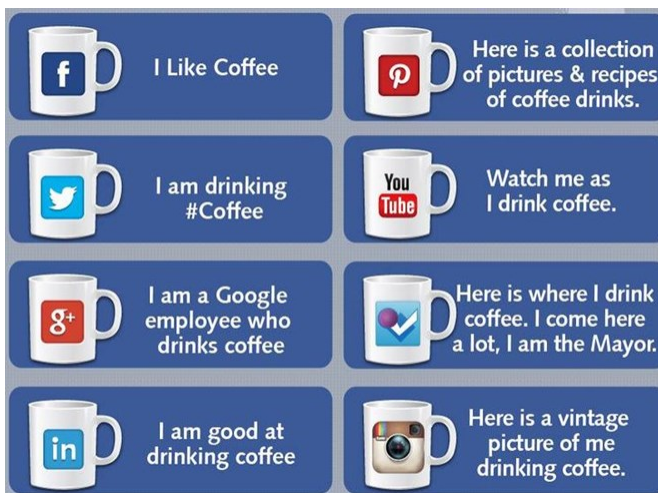 f
I Like Coffee
Here is a collection
of pictures & recipes
of coffee drinks.
I am drinking
#Coffee
You
Tube
Watch me as
I drink coffee.
g+
I am a Google
employee who
drinks coffee
Here is where I drink
coffee. I come here
a lot, I am the Mayor.
in
I am good at
drinking coffee
Here is a vintage
picture of me
drinking coffee.